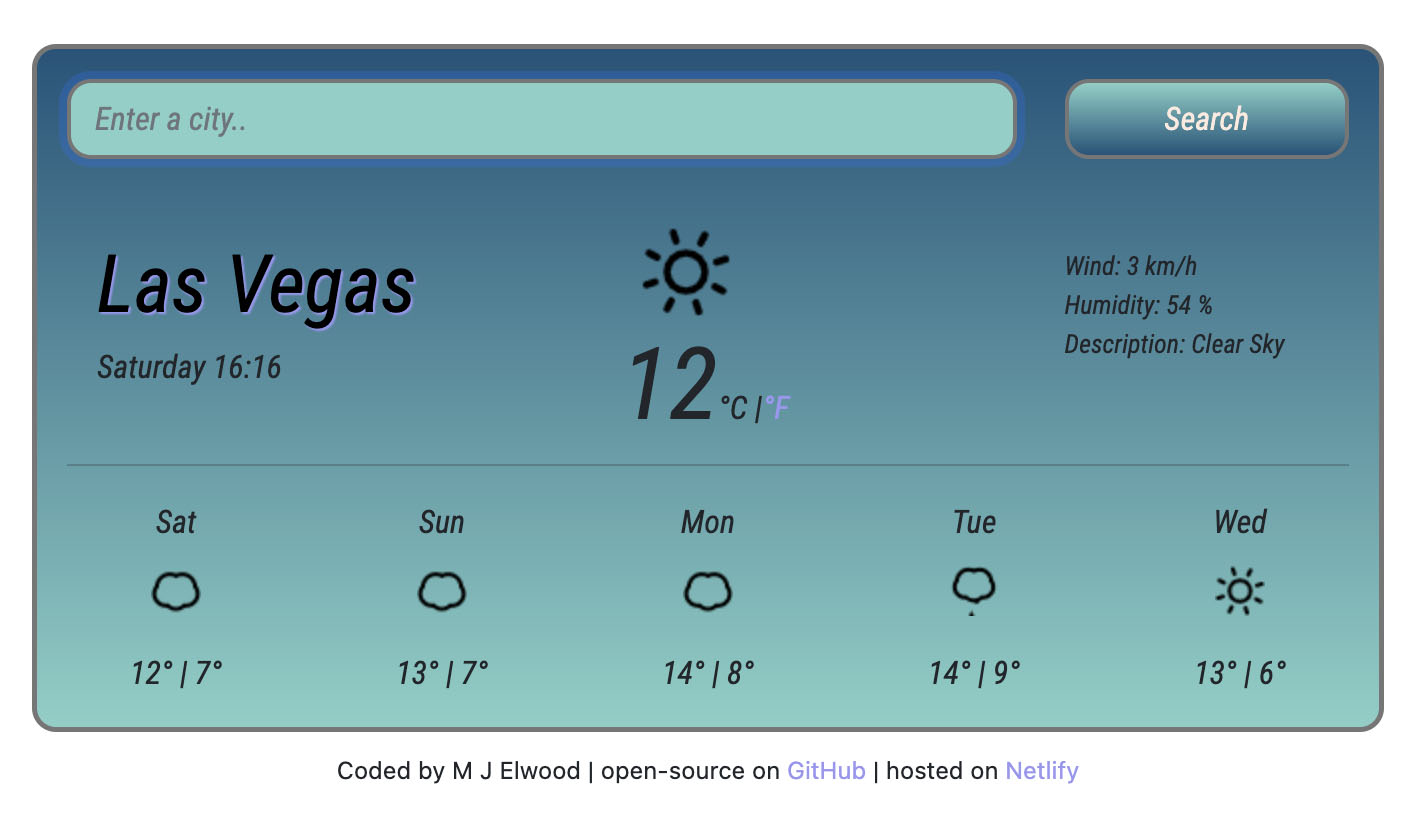 Enter a city..
Search
Las Vegas
Saturday 16:16
12 °C | °F
Wind: 3 km/h
Humidity: 54 %
Description: Clear Sky
Sat Sun Mon Tue Wed
12° | 7° 13° | 7° 14° | 8° 14° | 9° 13° | 6°
Coded by M J Elwood | open-source on GitHub | hosted on Netlify